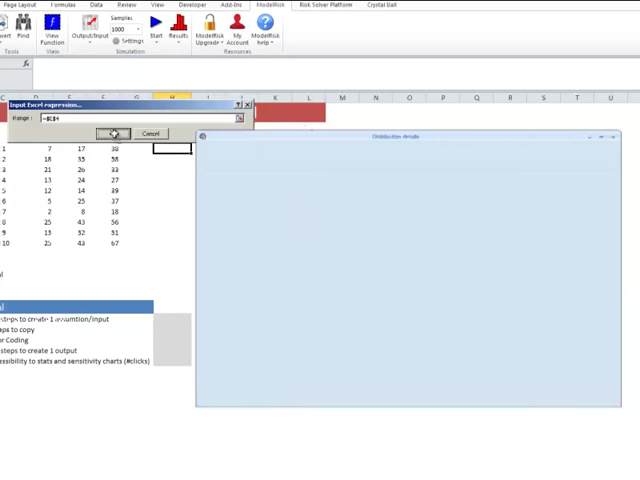 Page Layout Formulas Data Review View Developer Add-Ins ModelRisk Risk Solver Platform Crystal Ball
Find
View Function
Output/Input
Samples
1000
Settings
Start
Results
ModelRisk Upgrade
My Account
ModelRisk help
Tools
Simulation
Resources
C H I J K L M N O P Q R S T U
Input Excel expression...
Range :
Cancel
Distribution details
1 7 17 38
2 18 35 58
3 21 26 33
4 13 24 27
5 12 14 39
6 5 25 37
7 2 8 18
8 25 43 56
9 13 32 51
10 25 43 67
steps to create 1 assumtion/input
eps to copy
or Coding
steps to create 1 output
essibility to stats and sensitivity charts (#clicks)